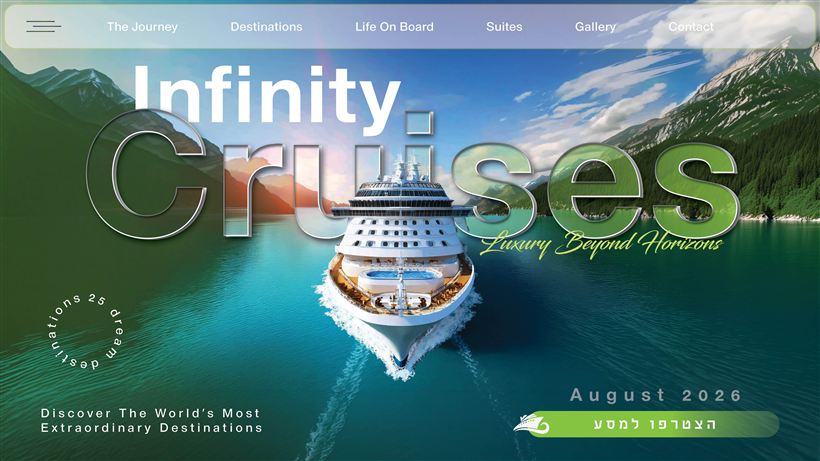 The Journey
Destinations
Life On Board
Suites
Gallery
Contact
Infinity
Cruises
Luxury Beyond Horizons
destinations 25 dream destinations
August 2026
Discover The World's Most
Extraordinary Destinations
הצטרפו למסע